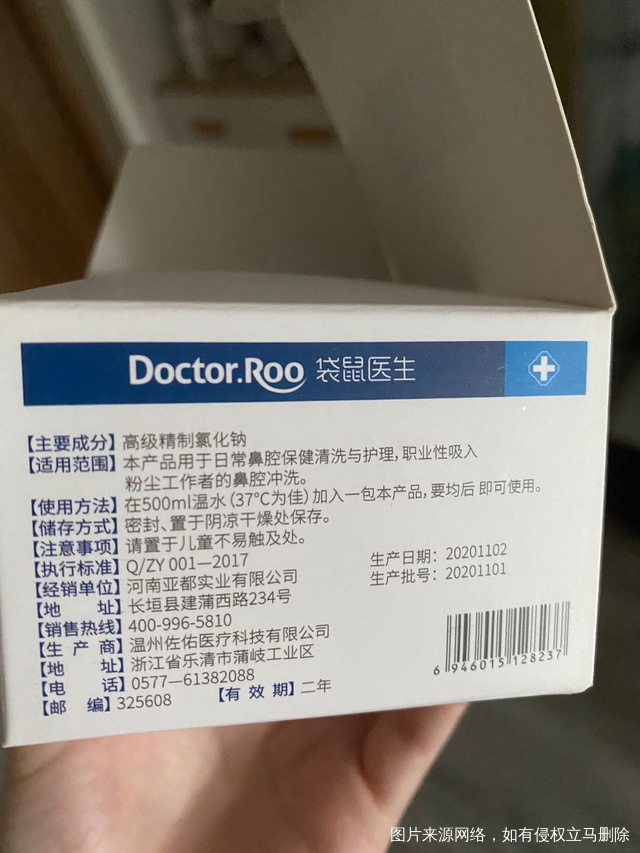 Doctor.Roo 袋鼠医生
【主要成分】高级精制氯化钠
【适用范围】本产品用于日常鼻腔保健清洗与护理，职业性吸入
粉尘工作者的鼻腔冲洗。
【使用方法】在500ml温水（37℃为佳）加入一包本产品，要均后 即可使用。
【储存方式】密封、置于阴凉干燥处保存。
【注意事项】请置于儿童不易触及处。
【执行标准】Q/ZY 001—2017
【经销单位】河南亚都实业有限公司
【地 址】长垣县建蒲西路234号
【销售热线】400-996-5810
【生 产 商】温州佐佑医疗科技有限公司
【地 址】浙江省乐清市蒲岐工业区
【电 话】0577—61382088
【邮 编】325608 【有 效 期】二年
生产日期：20201102
生产批号：20201101
6 946015 128237
图片来源网络，如有侵权立马删除